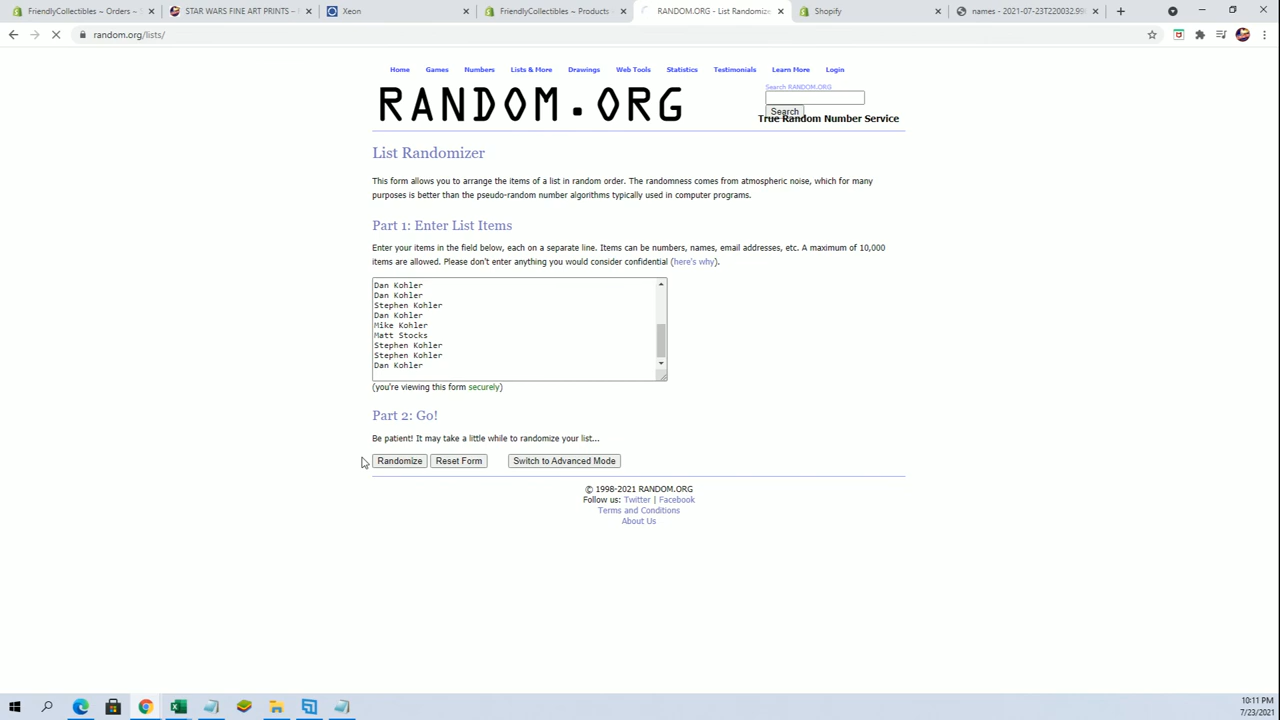 FriendlyCollectibles ~ Orders ~
STAR WARS FINE ART PRINTS ~
Xeon
FriendlyCollectibles ~ Products
RANDOM.ORG - List Randomize
Shopify
names - 2021-07-23T220032.99
random.org/lists/
Home Games Numbers Lists & More Drawings Web Tools Statistics Testimonials Learn More Login
RANDOM.ORG
Search RANDOM.ORG
Search
True Random Number Service
List Randomizer
This form allows you to arrange the items of a list in random order. The randomness comes from atmospheric noise, which for many
purposes is better than the pseudo-random number algorithms typically used in computer programs.
Part 1: Enter List Items
Enter your items in the field below, each on a separate line. Items can be numbers, names, email addresses, etc. A maximum of 10,000
items are allowed. Please don't enter anything you would consider confidential (here's why).
Dan Kohler
Dan Kohler
Stephen Kohler
Dan Kohler
Mike Kohler
Matt Stocks
Stephen Kohler
Stephen Kohler
Dan Kohler
(you're viewing this form securely)
Part 2: Go!
Be patient! It may take a little while to randomize your list...
Randomize Reset Form Switch to Advanced Mode
© 1998-2021 RANDOM.ORG
Follow us: Twitter | Facebook
Terms and Conditions
About Us
10:11 PM
7/23/2021